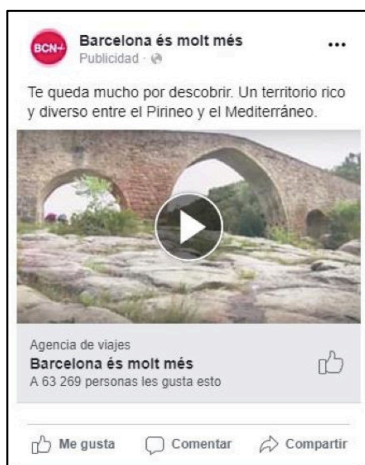 BCN+
Barcelona és molt més
Publicidad ·
Te queda mucho por descobrir. Un territorio rico
y diverso entre el Pirineo y el Mediterráneo.
Agencia de viajes
Barcelona és molt més
A 63 269 personas les gusta esto
Me gusta Comentar Compartir